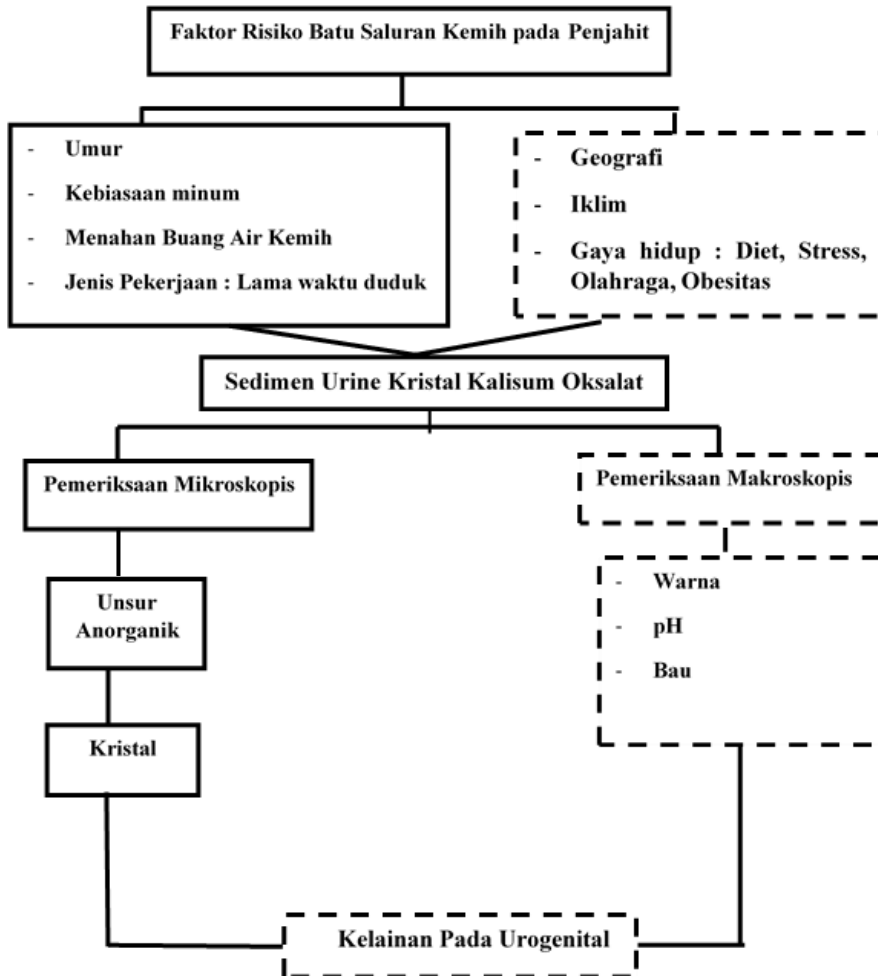 Faktor Risiko Batu Saluran Kemih pada Penjahit
- Umur
- Kebiasaan minum
- Menahan Buang Air Kemih
- Jenis Pekerjaan : Lama waktu duduk
- Geografi
- Iklim
- Gaya hidup : Diet, Stress,
Olahraga, Obesitas
Sedimen Urine Kristal Kalisum Oksalat
Pemeriksaan Mikroskopis
Pemeriksaan Makroskopis
Unsur
Anorganik
- Warna
- pH
- Bau
Kristal
Kelainan Pada Urogenital